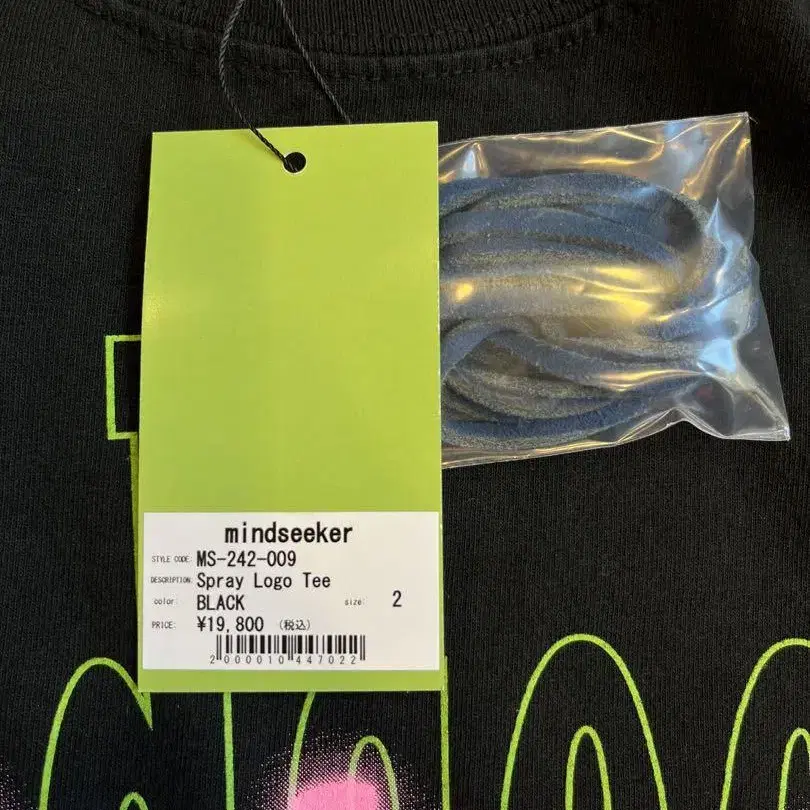 mindseeker
STYLE CODE: MS-242-009
DESCRIPTION: Spray Logo Tee
color: BLACK size: 2
PRICE: ¥19,800 (税込)
2000010447022